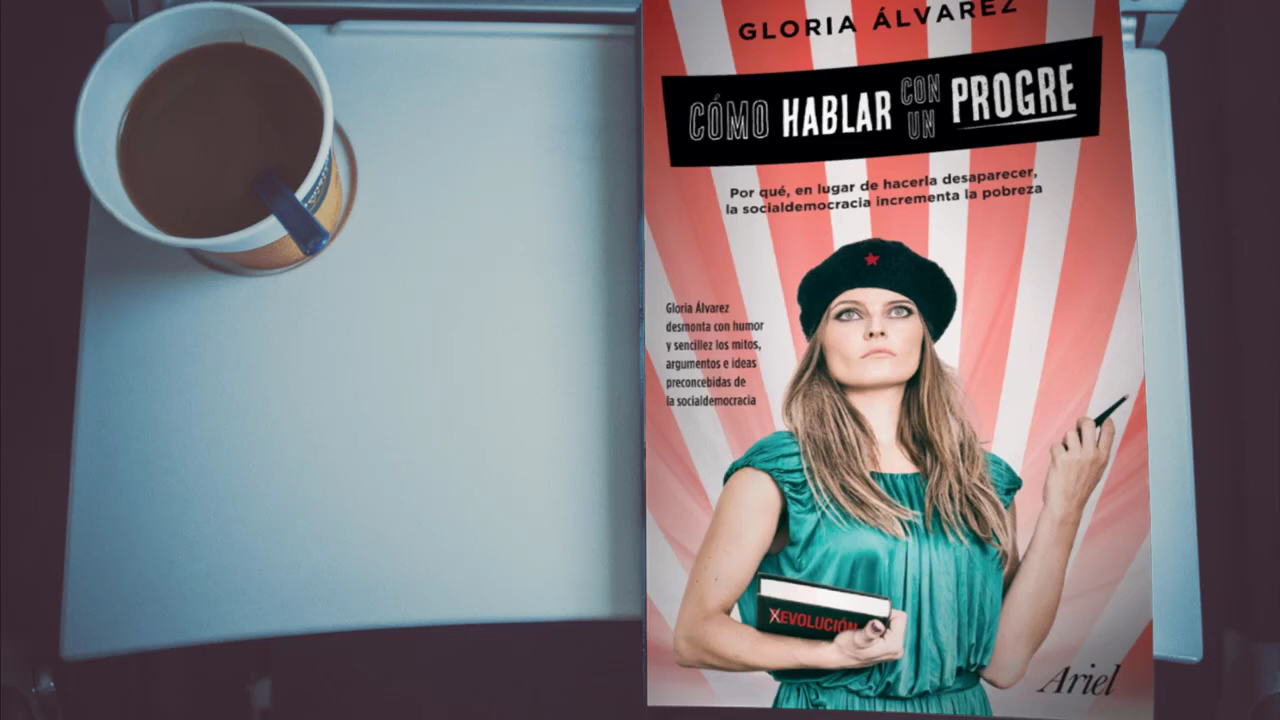 GLORIA ÁLVAREZ
CÓMO HABLAR CON UN PROGRE
Por qué, en lugar de hacerla desaparecer,
la socialdemocracia incrementa la pobreza
Gloria Álvarez
desmonta con humor
y sencillez los mitos,
argumentos e ideas
preconcebidas de
la socialdemocracia
XEVOLUCIÓN
Ariel